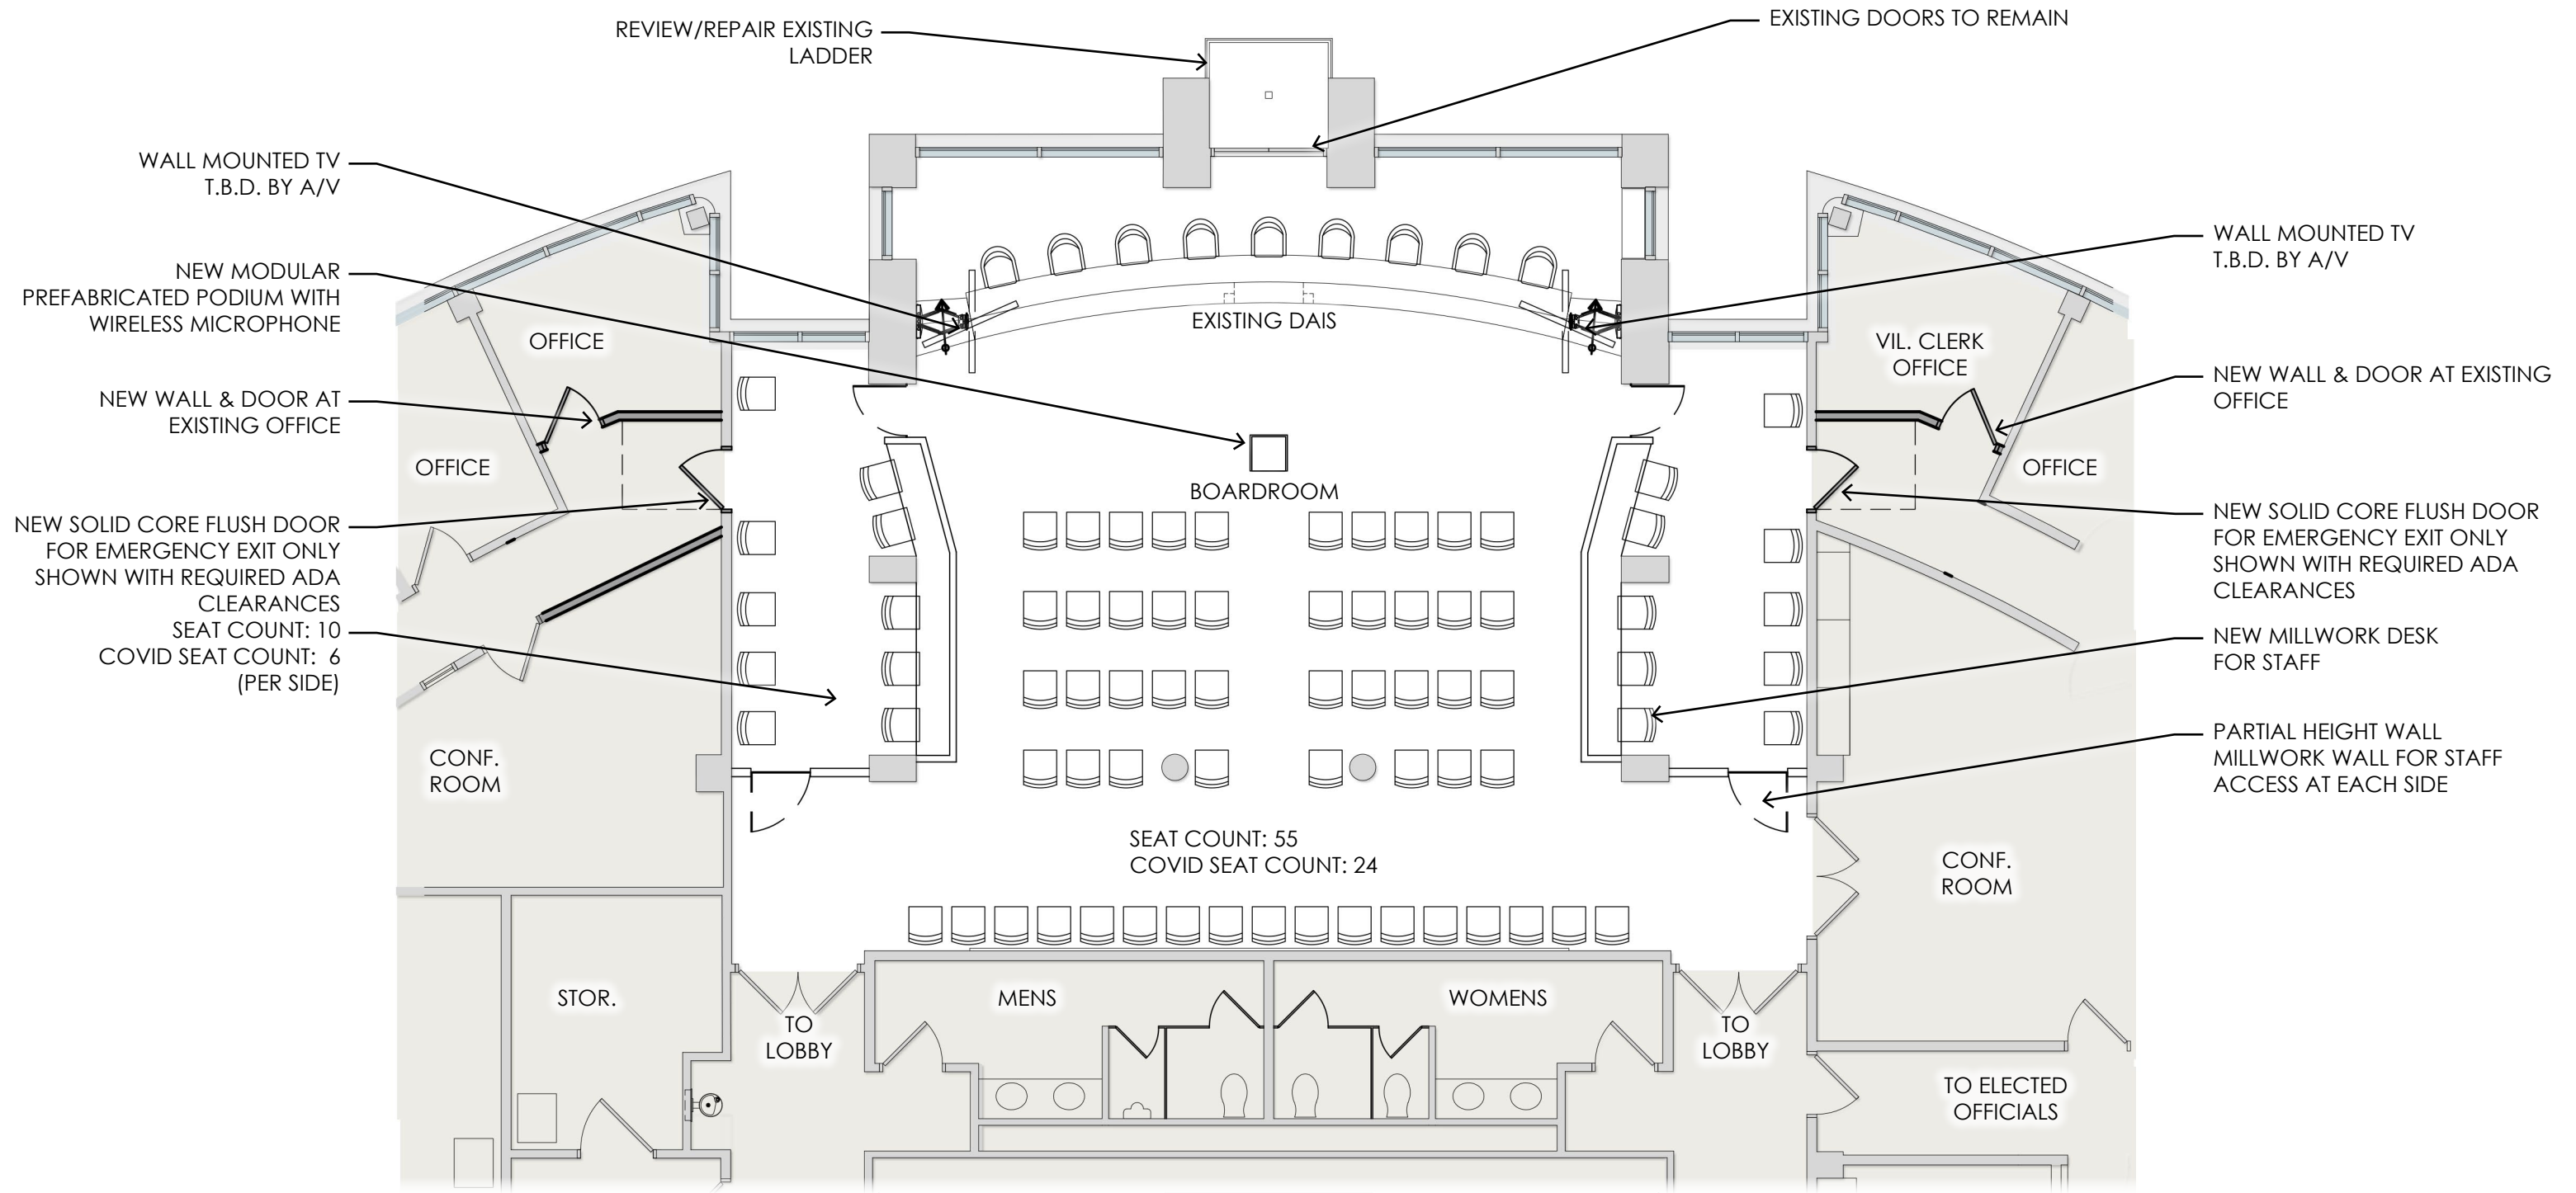 REVIEW/REPAIR EXISTING
LADDER
EXISTING DOORS TO REMAIN
WALL MOUNTED TV
T.B.D. BY A/V
NEW MODULAR
PREFABRICATED PODIUM WITH
WIRELESS MICROPHONE
NEW WALL & DOOR AT
EXISTING OFFICE
NEW SOLID CORE FLUSH DOOR
FOR EMERGENCY EXIT ONLY
SHOWN WITH REQUIRED ADA
CLEARANCES
SEAT COUNT: 10
COVID SEAT COUNT: 6
(PER SIDE)
OFFICE
OFFICE
CONF.
ROOM
STOR.
EXISTING DAIS
BOARDROOM
SEAT COUNT: 55
COVID SEAT COUNT: 24
TO
LOBBY
MENS
WOMENS
TO
LOBBY
VIL. CLERK
OFFICE
OFFICE
CONF.
ROOM
TO ELECTED
OFFICIALS
WALL MOUNTED TV
T.B.D. BY A/V
NEW WALL & DOOR AT EXISTING
OFFICE
NEW SOLID CORE FLUSH DOOR
FOR EMERGENCY EXIT ONLY
SHOWN WITH REQUIRED ADA
CLEARANCES
NEW MILLWORK DESK
FOR STAFF
PARTIAL HEIGHT WALL
MILLWORK WALL FOR STAFF
ACCESS AT EACH SIDE